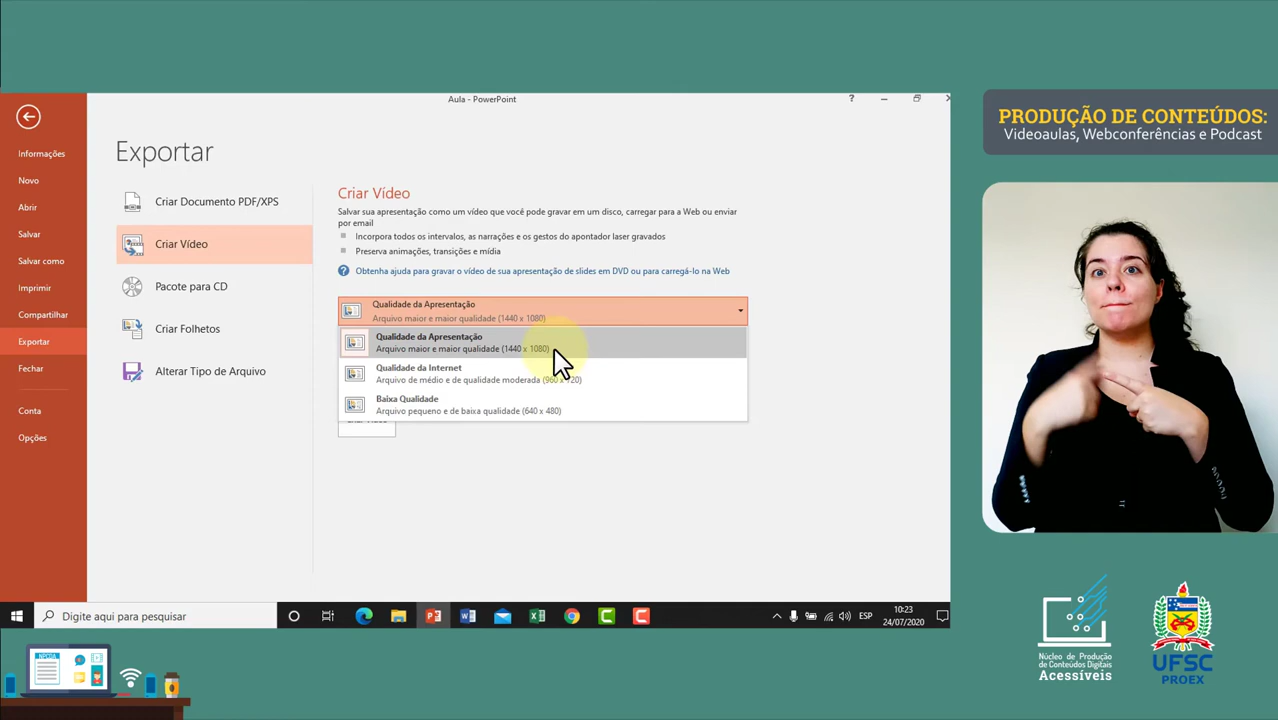 Aula - PowerPoint
?
Informações
Novo
Abrir
Salvar
Salvar como
Imprimir
Compartilhar
Exportar
Fechar
Conta
Opções
Exportar
Criar Documento PDF/XPS
Criar Vídeo
Pacote para CD
Criar Folhetos
Alterar Tipo de Arquivo
Criar Vídeo
Salvar sua apresentação como um vídeo que você pode gravar em um disco, carregar para a Web ou enviar
por email
Incorpora todos os intervalos, as narrações e os gestos do apontador laser gravados
Preserva animações, transições e mídia
Obtenha ajuda para gravar o vídeo de sua apresentação de slides em DVD ou para carregá-lo na Web
Qualidade da Apresentação
Arquivo maior e maior qualidade (1440 x 1080)
Qualidade da Apresentação
Arquivo maior e maior qualidade (1440 x 1080)
Qualidade da Internet
Arquivo de médio e de qualidade moderada (960 x 720)
Baixa Qualidade
Arquivo pequeno e de baixa qualidade (640 x 480)
Digite aqui para pesquisar
ESP
10:23
24/07/2020
PRODUÇÃO DE CONTEÚDOS:
Videoaulas, Webconferências e Podcast
Núcleo de Produção
de Conteúdos Digitais
Acessíveis
UFSC
PROEX